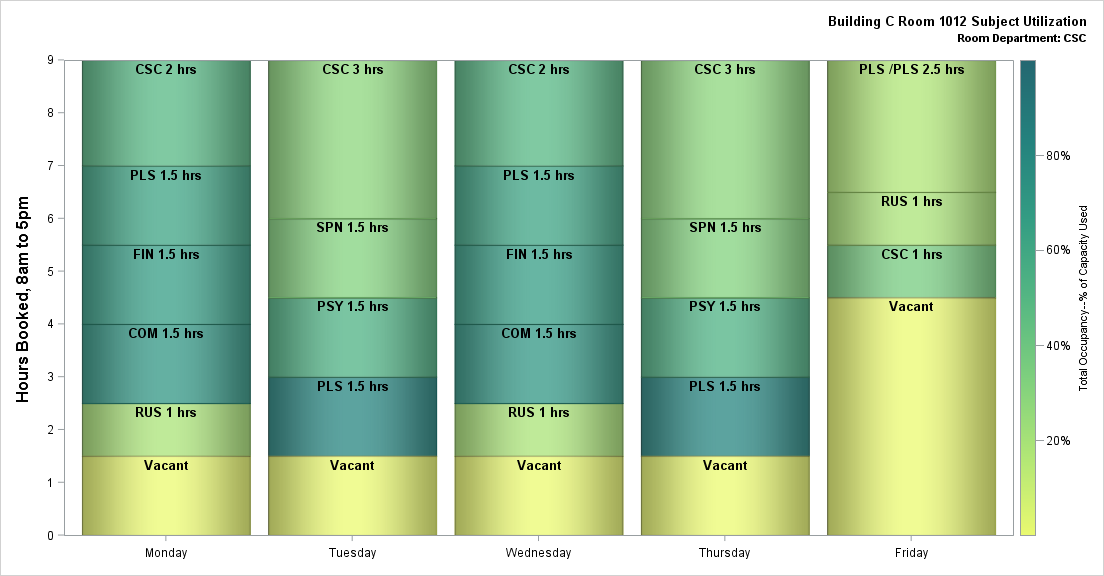 Building C Room 1012 Subject Utilization
Room Department: CSC
Hours Booked, 8am to 5pm
9
8
7
6
5
4
3
2
1
0
CSC 2 hrs
PLS 1.5 hrs
FIN 1.5 hrs
COM 1.5 hrs
RUS 1 hrs
Vacant
Monday
CSC 3 hrs
SPN 1.5 hrs
PSY 1.5 hrs
PLS 1.5 hrs
Vacant
Tuesday
CSC 2 hrs
PLS 1.5 hrs
FIN 1.5 hrs
COM 1.5 hrs
RUS 1 hrs
Vacant
Wednesday
CSC 3 hrs
SPN 1.5 hrs
PSY 1.5 hrs
PLS 1.5 hrs
Vacant
Thursday
PLS /PLS 2.5 hrs
RUS 1 hrs
CSC 1 hrs
Vacant
Friday
80%
60%
40%
20%
Total Occupancy--% of Capacity Used